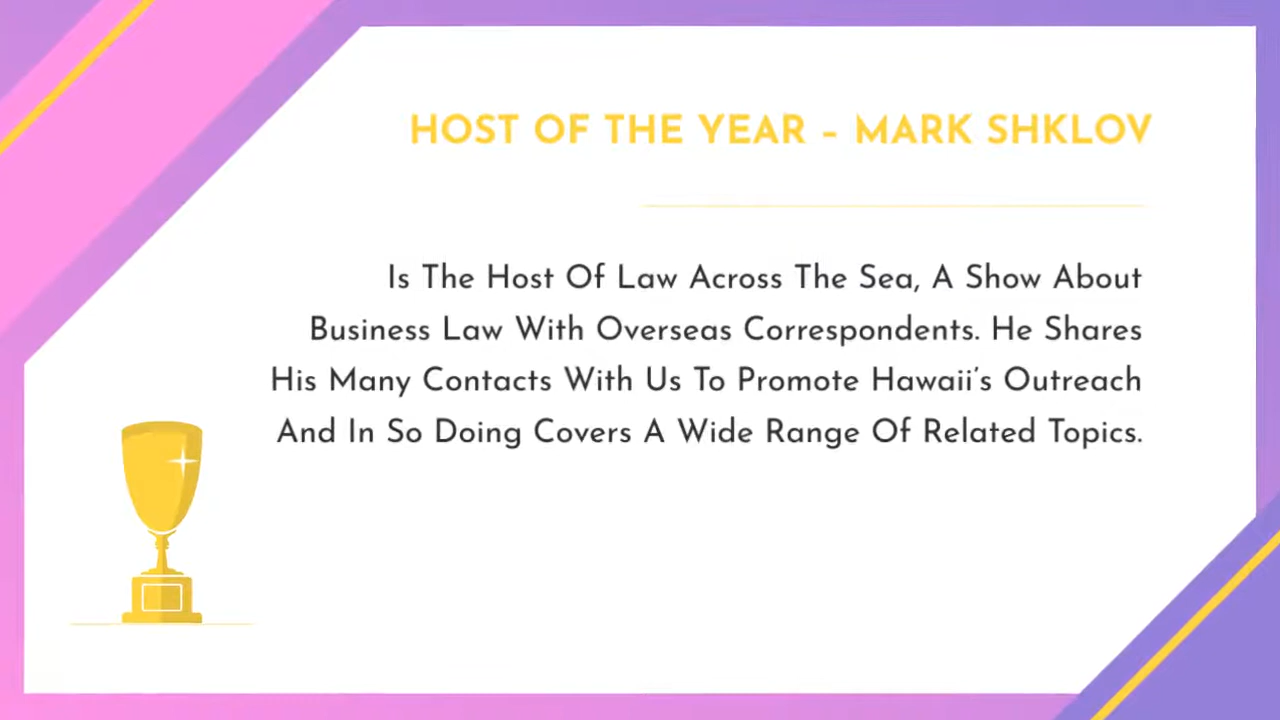 HOST OF THE YEAR – MARK SHKLOV
Is The Host Of Law Across The Sea, A Show About
Business Law With Overseas Correspondents. He Shares
His Many Contacts With Us To Promote Hawaii's Outreach
And In So Doing Covers A Wide Range Of Related Topics.